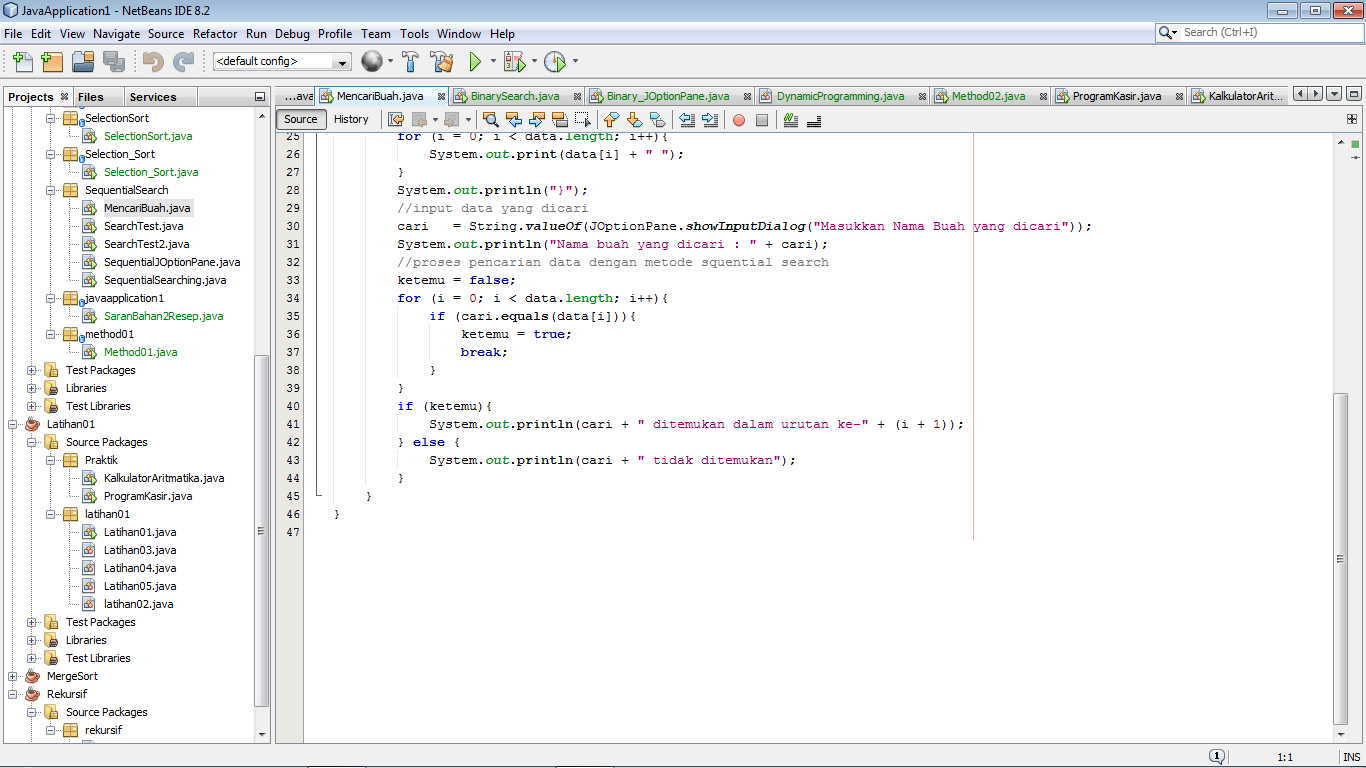 JavaApplication1 - NetBeans IDE 8.2
File Edit View Navigate Source Refactor Run Debug Profile Team Tools Window Help
Search (Ctrl+I)
<default config>
Projects Files Services
SelectionSort
SelectionSort.java
Selection_Sort
Selection_Sort.java
SequentialSearch
MencariBuah.java
SearchTest.java
SearchTest2.java
SequentialJOptionPane.java
SequentialSearching.java
javaapplication1
SaranBahan2Resep.java
method01
Method01.java
Test Packages
Libraries
Test Libraries
Latihan01
Source Packages
Praktik
KalkulatorAritmatika.java
ProgramKasir.java
latihan01
Latihan01.java
Latihan03.java
Latihan04.java
Latihan05.java
latihan02.java
Test Packages
Libraries
Test Libraries
MergeSort
Rekursif
Source Packages
rekursif
...ava MencariBuah.java BinarySearch.java Binary_JOptionPane.java DynamicProgramming.java Method02.java ProgramKasir.java KalkulatorArit...
Source History
25 for (i = 0; i < data.length; i++){
26 System.out.print(data[i] + " ");
27 }
28 System.out.println("}");
29 //input data yang dicari
30 cari   = String.valueOf(JOptionPane.showInputDialog("Masukkan Nama Buah yang dicari"));
31 System.out.println("Nama buah yang dicari : " + cari);
32 //proses pencarian data dengan metode squential search
33 ketemu = false;
34 for (i = 0; i < data.length; i++){
35 if (cari.equals(data[i])){
36 ketemu = true;
37 break;
38 }
39 }
40 if (ketemu){
41 System.out.println(cari + " ditemukan dalam urutan ke-" + (i + 1));
42 } else {
43 System.out.println(cari + " tidak ditemukan");
44 }
45 }
46 }
47
1 1:1 INS